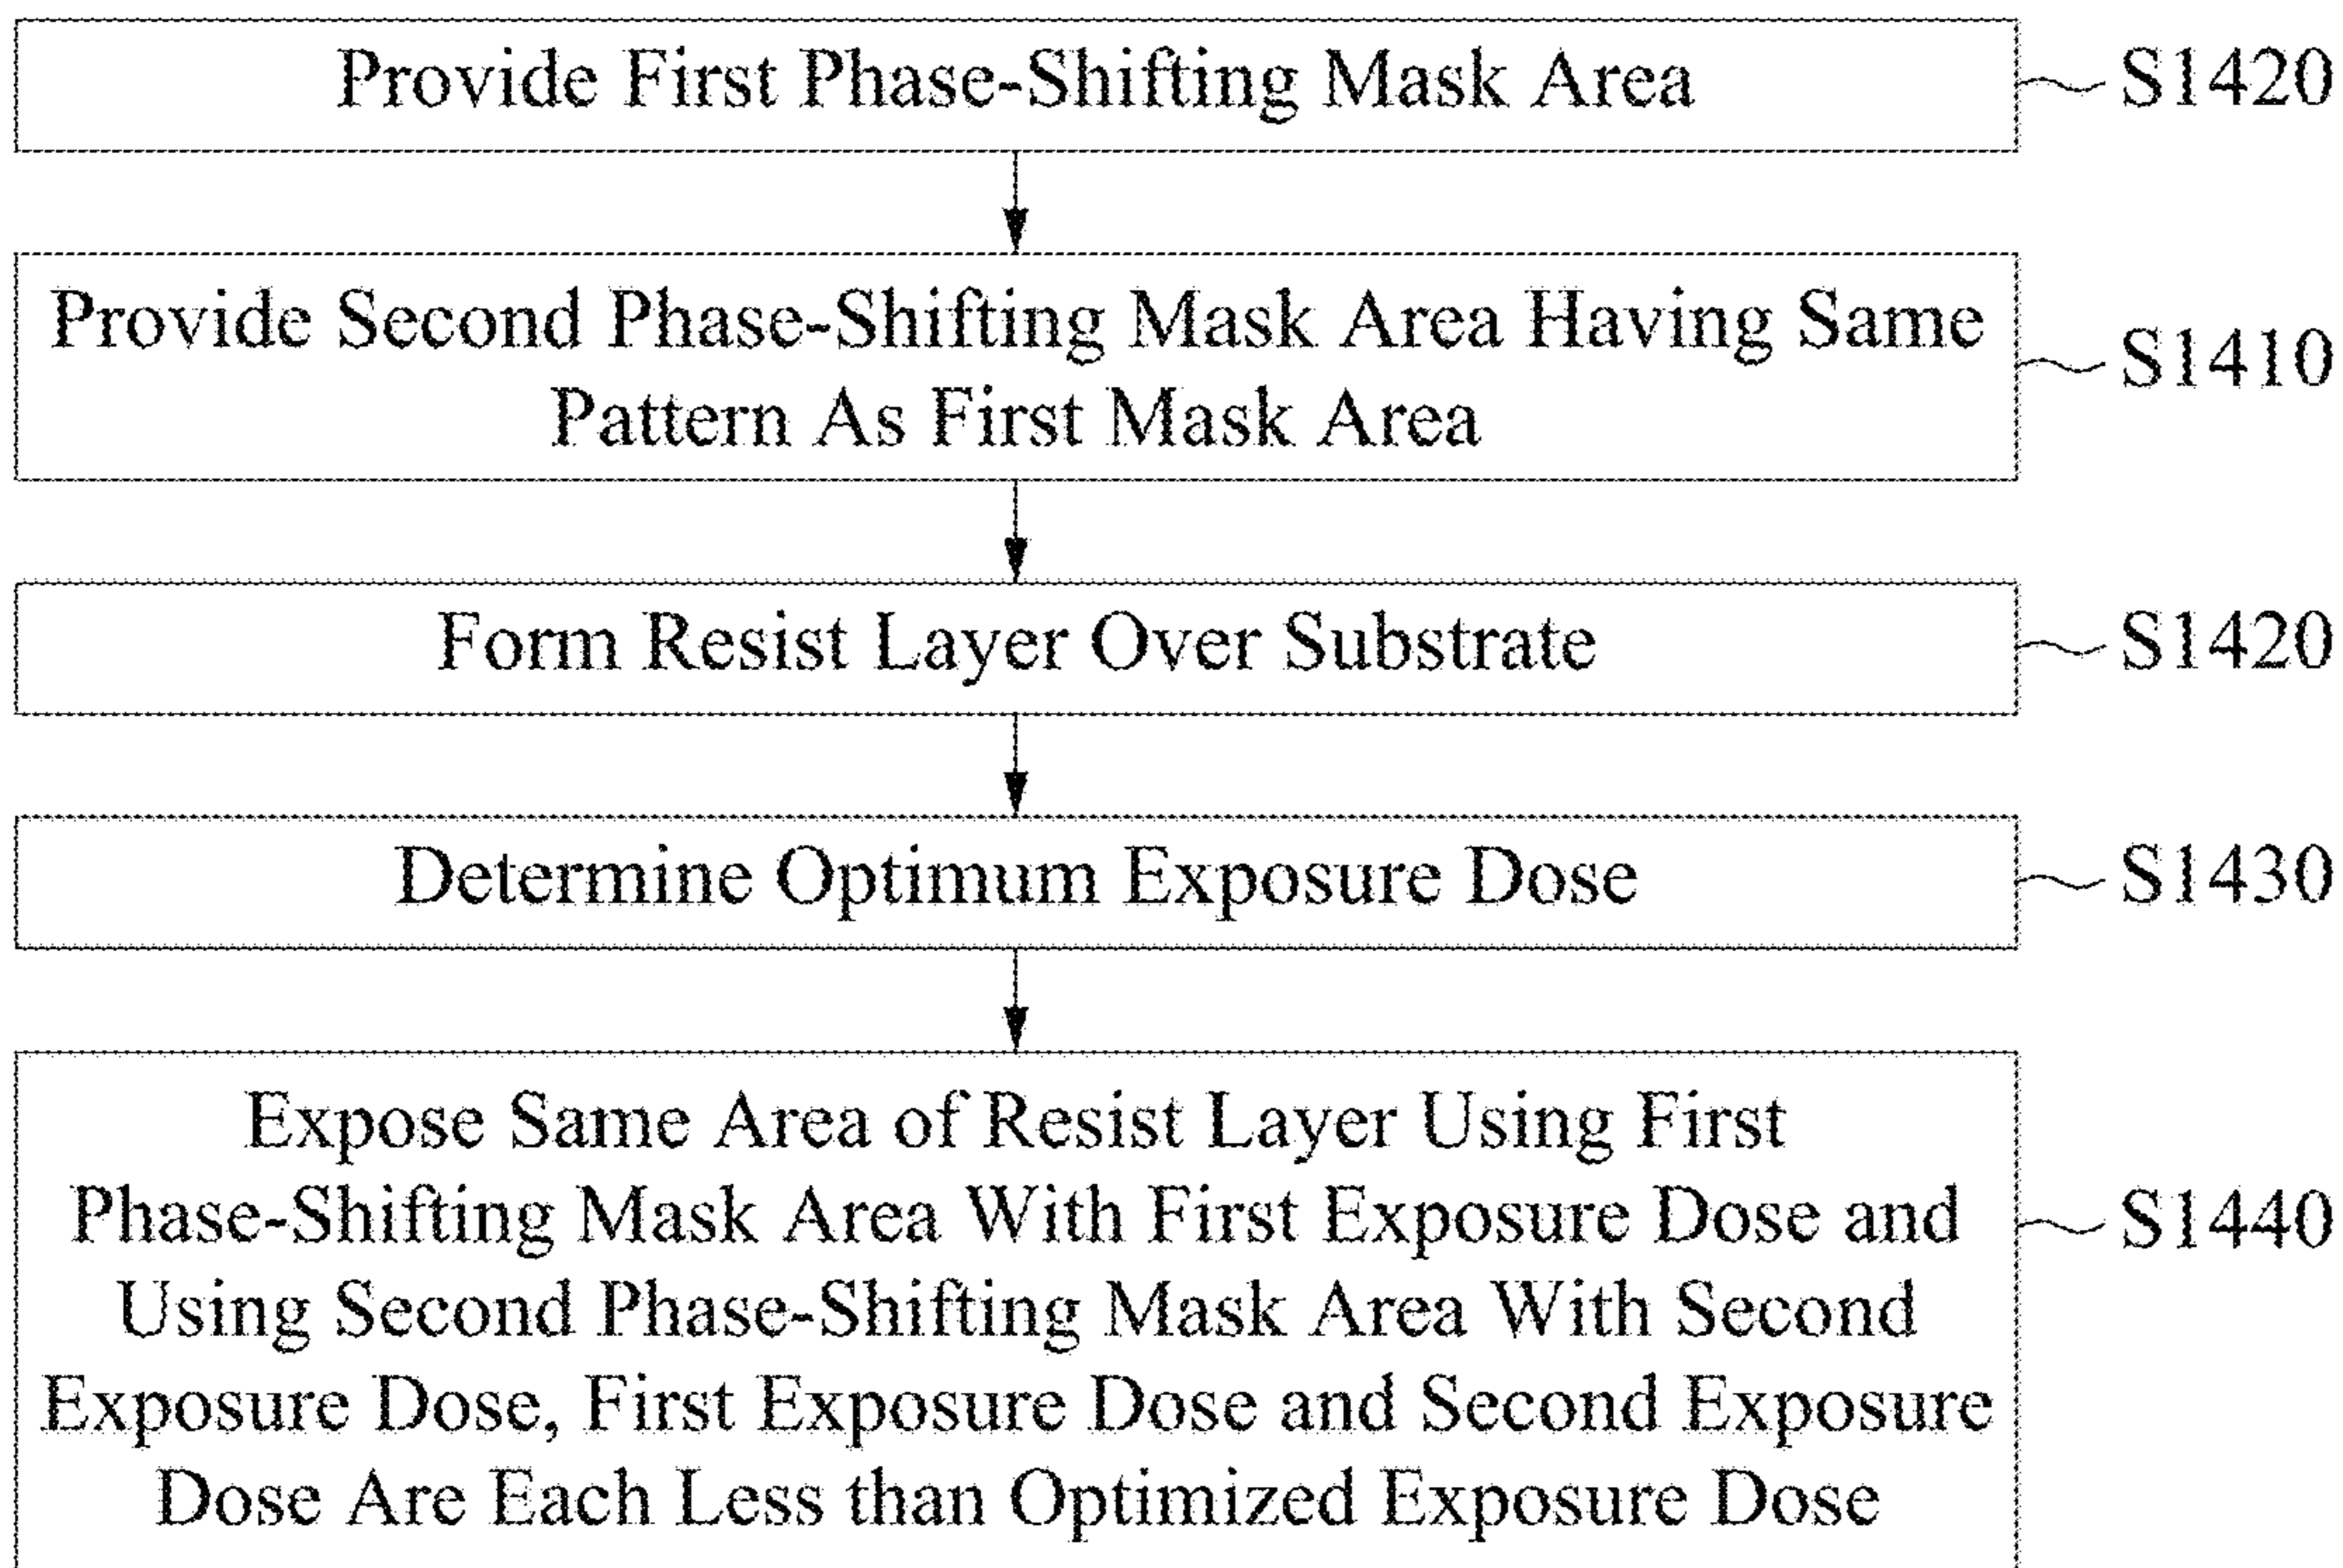 Provide First Phase-Shifting Mask Area
S1420
Provide Second Phase-Shifting Mask Area Having Same
Pattern As First Mask Area
S1410
Form Resist Layer Over Substrate
S1420
Determine Optimum Exposure Dose
S1430
Expose Same Area of Resist Layer Using First
Phase-Shifting Mask Area With First Exposure Dose and
Using Second Phase-Shifting Mask Area With Second
Exposure Dose, First Exposure Dose and Second Exposure
Dose Are Each Less than Optimized Exposure Dose
S1440